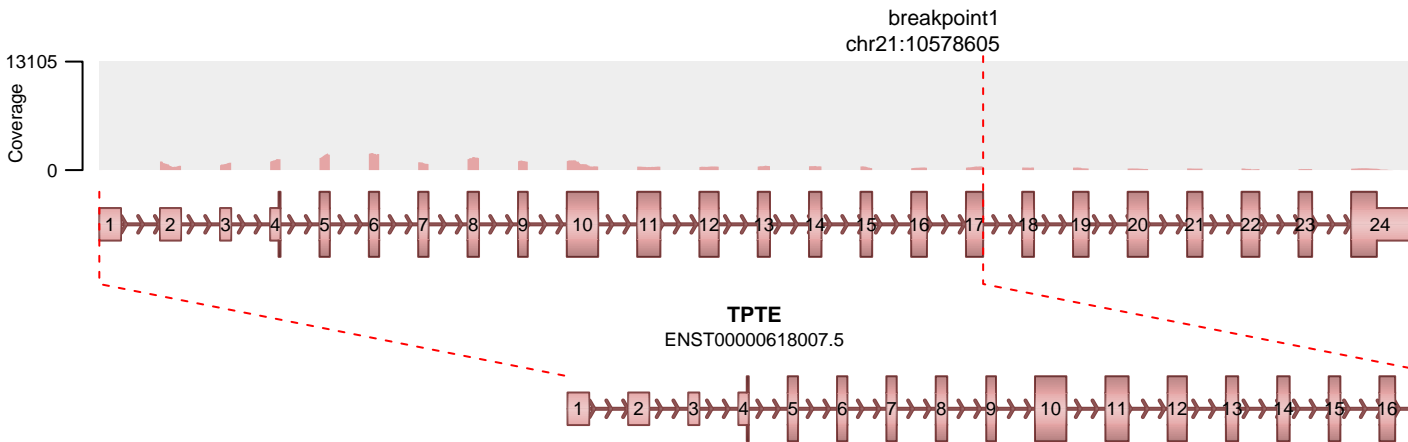 breakpoint1
chr21:10578605
13105
Coverage
0
1 2 3 4 5 6 7 8 9 10 11 12 13 14 15 16 17 18 19 20 21 22 23 24
TPTE
ENST00000618007.5
1 2 3 4 5 6 7 8 9 10 11 12 13 14 15 16